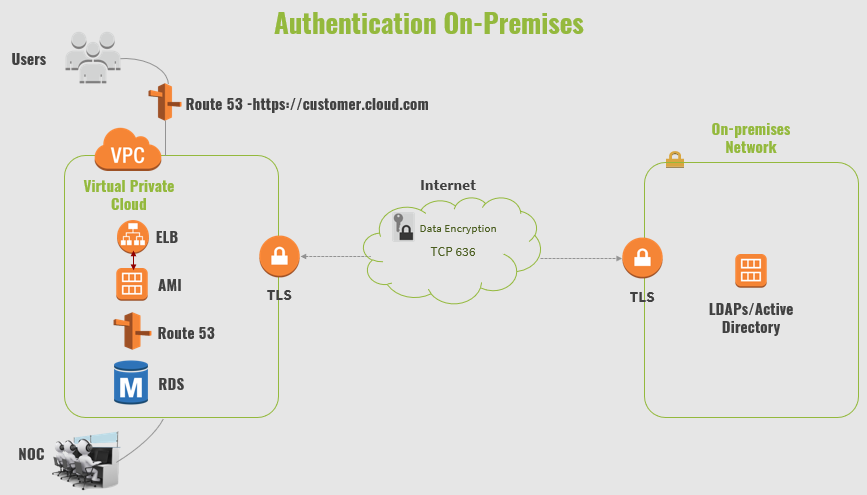 Authentication On-Premises
Users
Route 53 -https://customer.cloud.com
VPC
Virtual Private
Cloud
ELB
AMI
Route 53
M
RDS
TLS
Internet
Data Encryption
TCP 636
On-premises
Network
TLS
LDAPs/Active
Directory
NOC